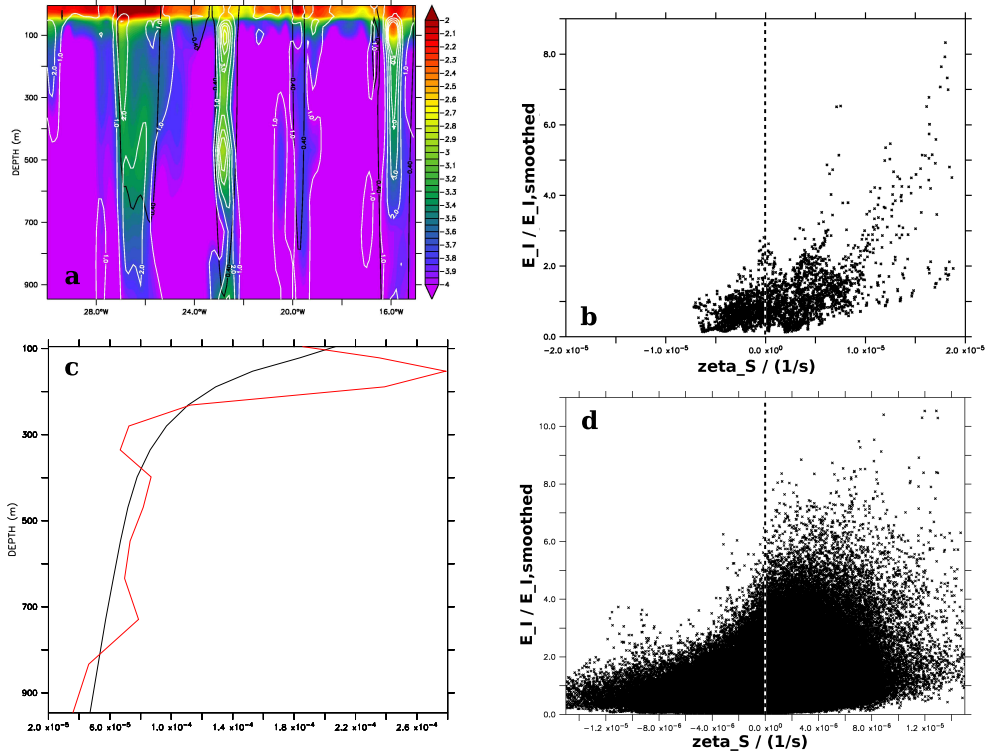 −2
−2.1
−2.2
−2.3
−2.4
−2.5
−2.6
−2.7
−2.8
−2.9
−3
−3.1
−3.2
−3.3
−3.4
−3.5
−3.6
−3.7
−3.8
−3.9
−4
100
300
500
700
900
DEPTH (m)
28.0°W
24.0°W
20.0°W
16.0°W
a
8.0
6.0
4.0
2.0
0.0
E_I / E_I,smoothed
b
−2.0 x10⁻⁵
−1.0 x10⁻⁵
0.0 x10⁰
1.0 x10⁻⁵
2.0 x10⁻⁵
zeta_S / (1/s)
c
100
300
500
700
900
DEPTH (m)
2.0 x10⁻⁵
6.0 x10⁻⁵
1.0 x10⁻⁴
1.4 x10⁻⁴
1.8 x10⁻⁴
2.2 x10⁻⁴
2.6 x10⁻⁴
d
10.0
8.0
6.0
4.0
2.0
0.0
E_I / E_I,smoothed
−1.2 x10⁻⁵
−8.0 x10⁻⁶
−4.0 x10⁻⁶
0.0 x10⁰
4.0 x10⁻⁶
8.0 x10⁻⁶
1.2 x10⁻⁵
zeta_S / (1/s)